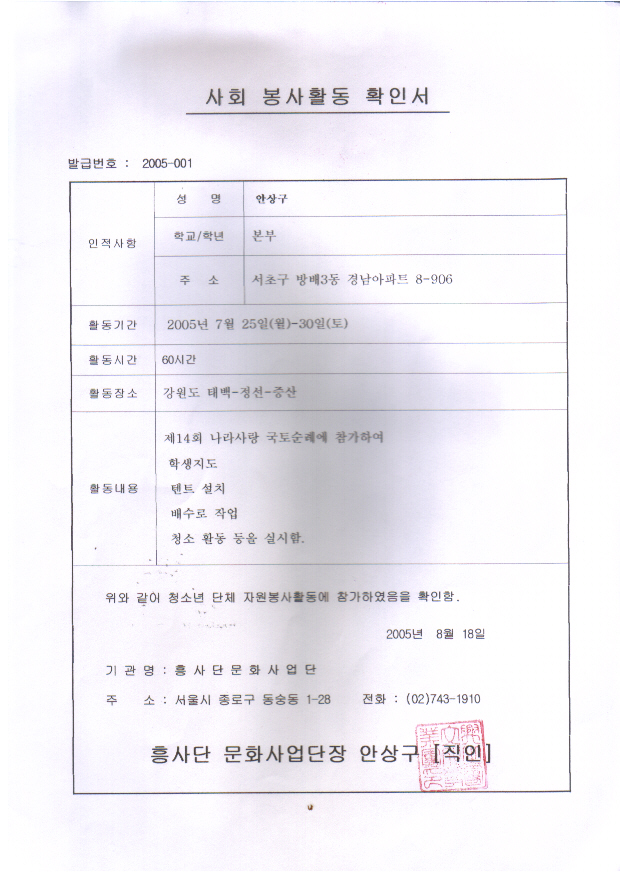 사회 봉사활동 확인서
발급번호 : 2005-001
인적사항
성 명 안상구
학교/학년 본부
주 소 서초구 방배3동 경남아파트 8-906
활동기간 2005년 7월 25일(월)-30일(토)
활동시간 60시간
활동장소 강원도 태백-정선-증산
활동내용
제14회 나라사랑 국토순례에 참가하여
학생지도
텐트 설치
배수로 작업
청소 활동 등을 실시함.
위와 같이 청소년 단체 자원봉사활동에 참가하였음을 확인함.
2005년 8월 18일
기 관 명 : 흥 사 단 문 화 사 업 단
주 소 : 서울시 종로구 동숭동 1-28 전화 : (02)743-1910
흥사단 문화사업단장 안상구 [직인]